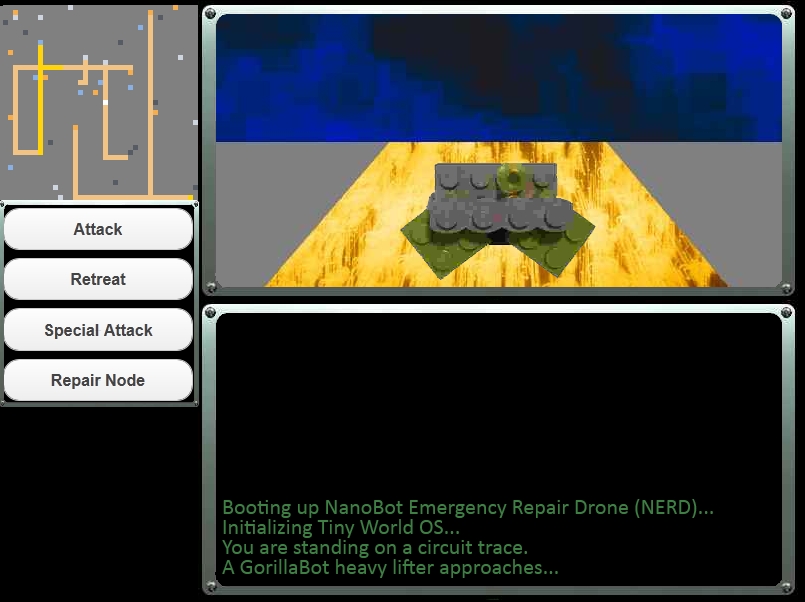 Attack
Retreat
Special Attack
Repair Node
Booting up NanoBot Emergency Repair Drone (NERD)...
Initializing Tiny World OS...
You are standing on a circuit trace.
A GorillaBot heavy lifter approaches...